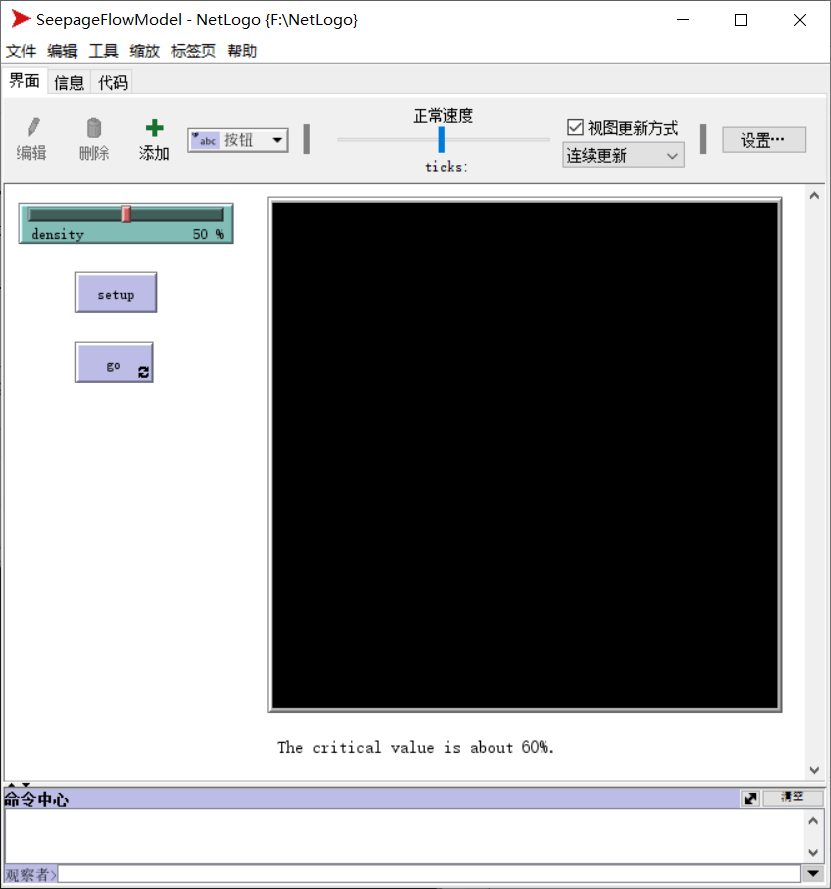 SeepageFlowModel - NetLogo {F:\NetLogo}
文件 编辑 工具 缩放 标签页 帮助
界面 信息 代码
编辑 删除 添加 abc 按钮 正常速度 ticks: 视图更新方式 连续更新 设置…
density 50 %
setup
go
The critical value is about 60%.
命令中心 清空
观察者>